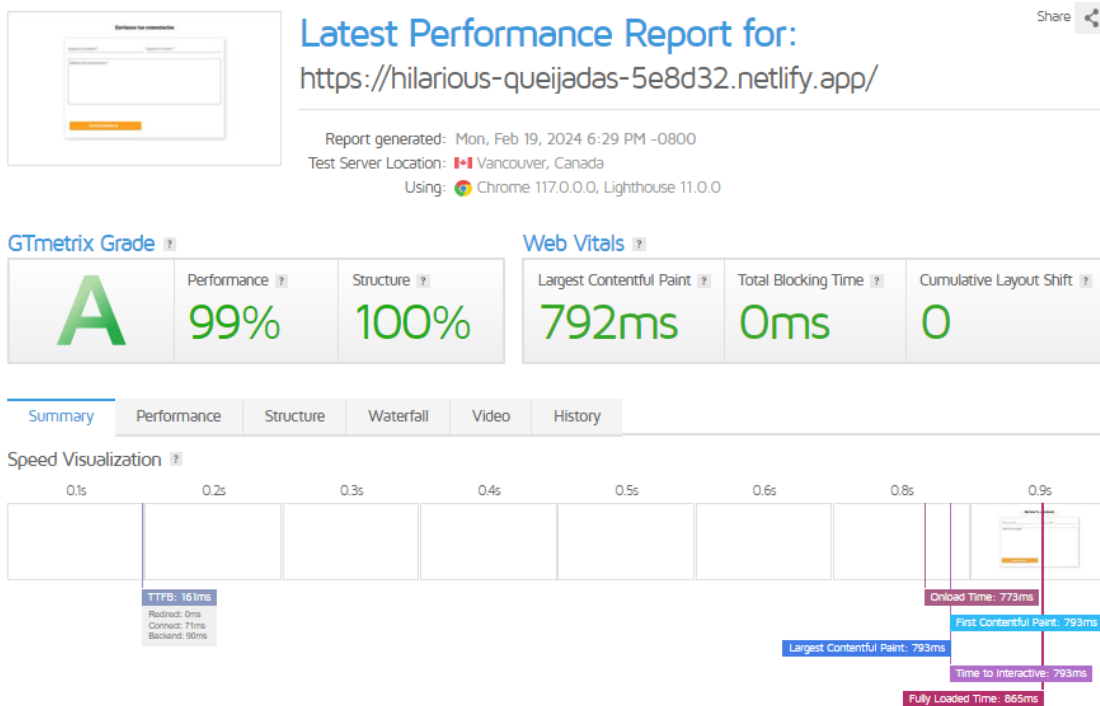 Share
Latest Performance Report for:
https://hilarious-queijadas-5e8d32.netlify.app/
Report generated: Mon, Feb 19, 2024 6:29 PM -0800
Test Server Location: Vancouver, Canada
Using: Chrome 117.0.0.0, Lighthouse 11.0.0
GTmetrix Grade ?
Web Vitals ?
A
Performance ?
99%
Structure ?
100%
Largest Contentful Paint ?
792ms
Total Blocking Time ?
0ms
Cumulative Layout Shift ?
0
Summary Performance Structure Waterfall Video History
Speed Visualization ?
0.1s 0.2s 0.3s 0.4s 0.5s 0.6s 0.8s 0.9s
TTFB: 161ms
Redirect: 0ms
Connect: 71ms
Backend: 90ms
Onload Time: 773ms
First Contentful Paint: 793ms
Largest Contentful Paint: 793ms
Time to Interactive: 793ms
Fully Loaded Time: 865ms